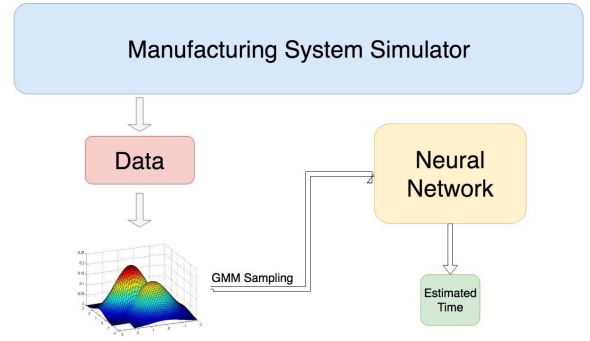 Manufacturing System Simulator
Data
Neural
Network
GMM Sampling
Estimated
Time